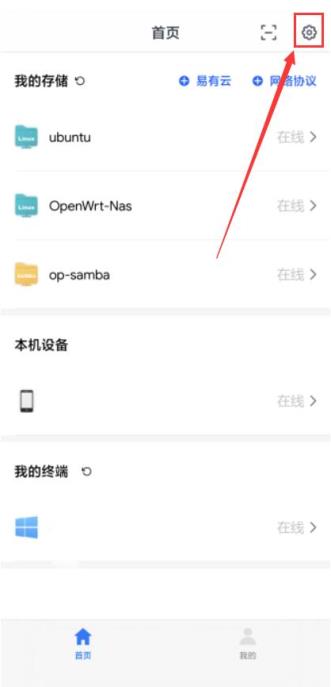 首页
我的存储 易有云 网络协议
Linux ubuntu 在线
Linux OpenWrt-Nas 在线
SAMBA op-samba 在线
本机设备
在线
我的终端
在线
首页 我的